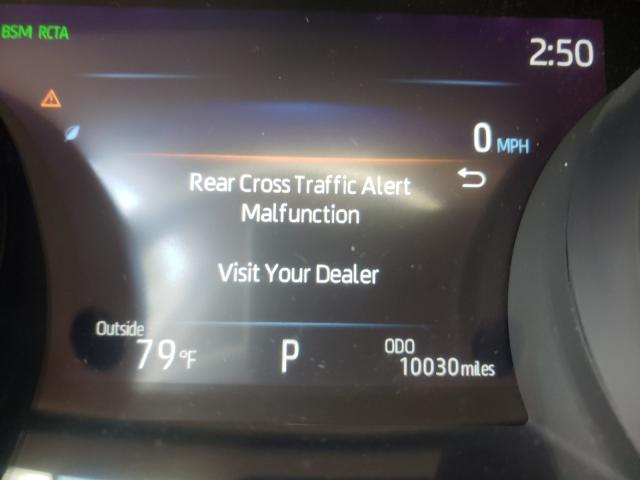 BSM RCTA
2:50
0 MPH
Rear Cross Traffic Alert
Malfunction
Visit Your Dealer
Outside
79°F
P
ODO
10030 miles